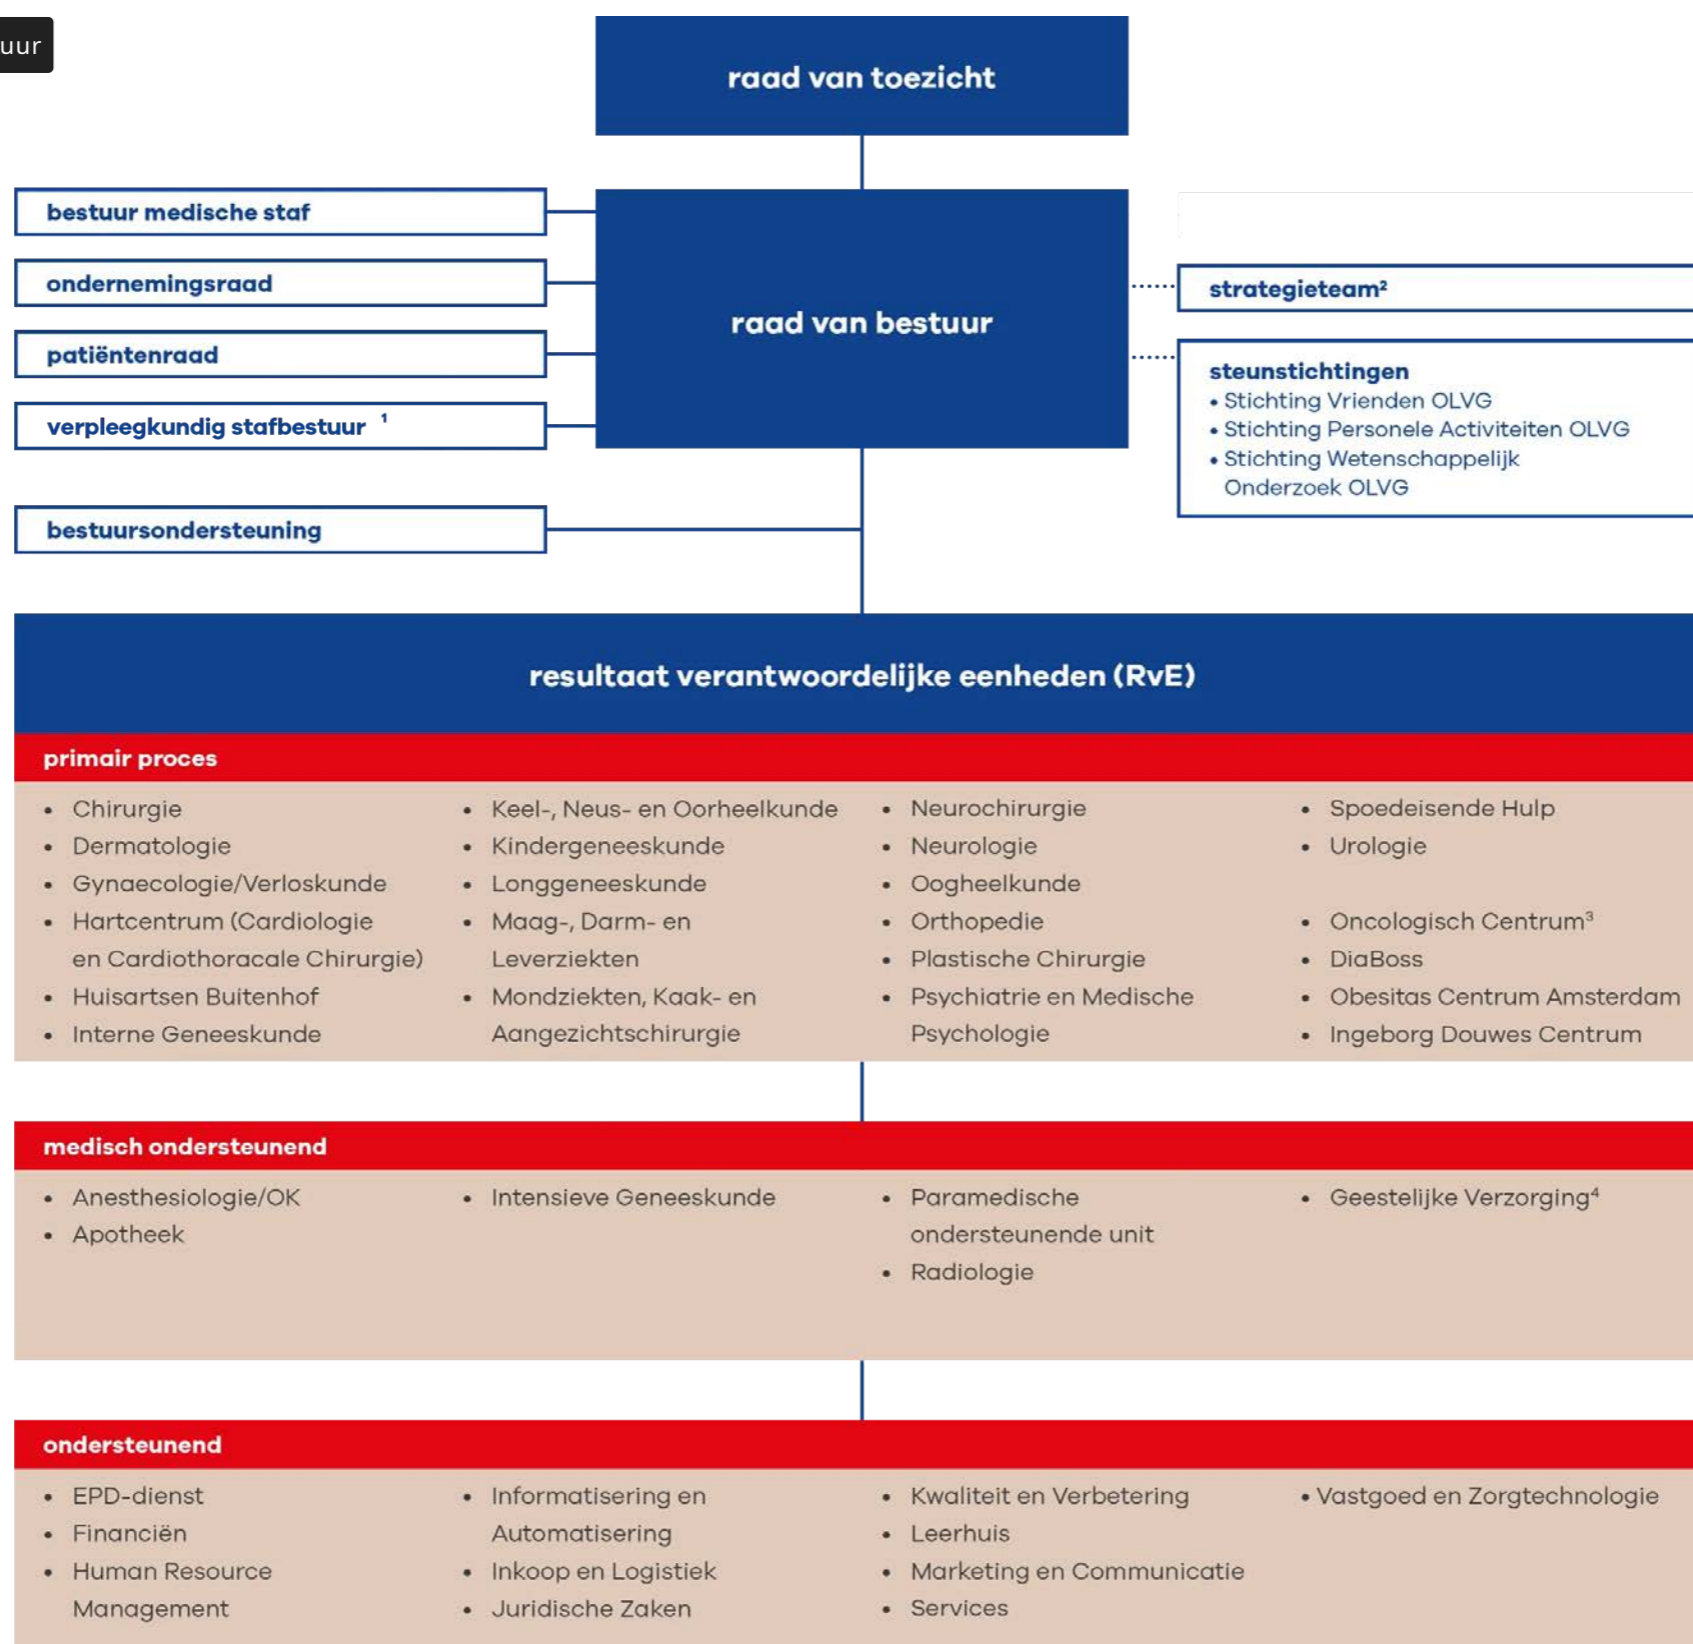 uur
raad van toezicht
bestuur medische staf
ondernemingsraad
patiëntenraad
verpleegkundig stafbestuur ¹
bestuursondersteuning
raad van bestuur
strategieteam²
steunstichtingen
• Stichting Vrienden OLVG
• Stichting Personele Activiteiten OLVG
• Stichting Wetenschappelijk
Onderzoek OLVG
resultaat verantwoordelijke eenheden (RvE)
primair proces
• Chirurgie
• Dermatologie
• Gynaecologie/Verloskunde
• Hartcentrum (Cardiologie
en Cardiothoracale Chirurgie)
• Huisartsen Buitenhof
• Interne Geneeskunde
• Keel-, Neus- en Oorheelkunde
• Kindergeneeskunde
• Longgeneeskunde
• Maag-, Darm- en
Leverziekten
• Mondziekten, Kaak- en
Aangezichtschirurgie
• Neurochirurgie
• Neurologie
• Oogheelkunde
• Orthopedie
• Plastische Chirurgie
• Psychiatrie en Medische
Psychologie
• Spoedeisende Hulp
• Urologie
• Oncologisch Centrum³
• DiaBoss
• Obesitas Centrum Amsterdam
• Ingeborg Douwes Centrum
medisch ondersteunend
• Anesthesiologie/OK
• Apotheek
• Intensieve Geneeskunde
• Paramedische
ondersteunende unit
• Radiologie
• Geestelijke Verzorging⁴
ondersteunend
• EPD-dienst
• Financiën
• Human Resource
Management
• Informatisering en
Automatisering
• Inkoop en Logistiek
• Juridische Zaken
• Kwaliteit en Verbetering
• Leerhuis
• Marketing en Communicatie
• Services
• Vastgoed en Zorgtechnologie